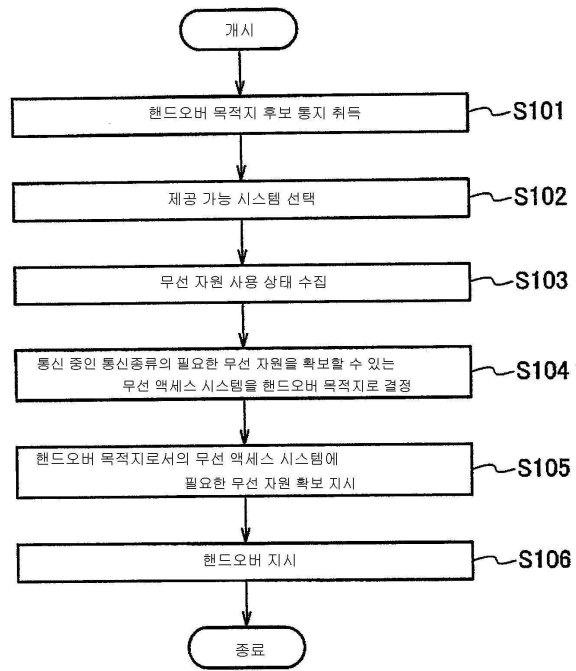 개시
핸드오버 목적지 후보 통지 취득
S101
제공 가능 시스템 선택
S102
무선 자원 사용 상태 수집
S103
통신 중인 통신종류의 필요한 무선 자원을 확보할 수 있는
무선 액세스 시스템을 핸드오버 목적지로 결정
S104
핸드오버 목적지로서의 무선 액세스 시스템에
필요한 무선 자원 확보 지시
S105
핸드오버 지시
S106
종료